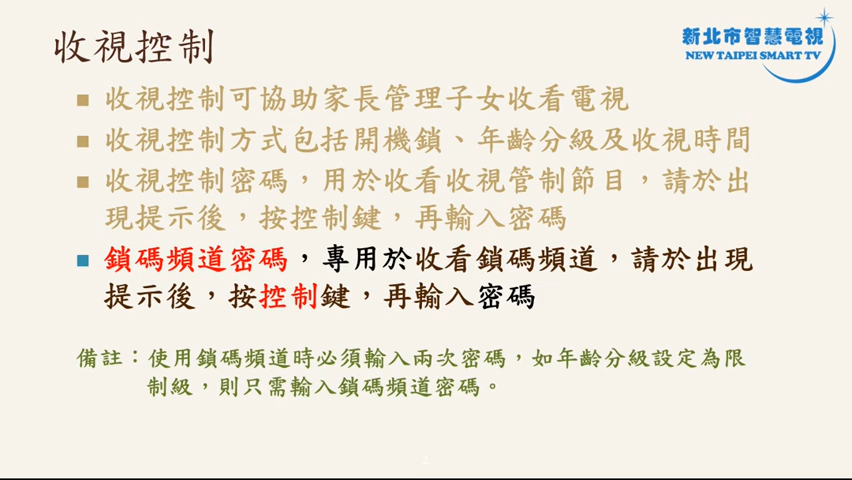 收視控制
新北市智慧電視
NEW TAIPEI SMART TV
■ 收視控制可協助家長管理子女收看電視
■ 收視控制方式包括開機鎖、年齡分級及收視時間
■ 收視控制密碼，用於收看收視管制節目，請於出
現提示後，按控制鍵，再輸入密碼
■ 鎖碼頻道密碼，專用於收看鎖碼頻道，請於出現
提示後，按控制鍵，再輸入密碼
備註：使用鎖碼頻道時必須輸入兩次密碼，如年齡分級設定為限
制級，則只需輸入鎖碼頻道密碼。
2